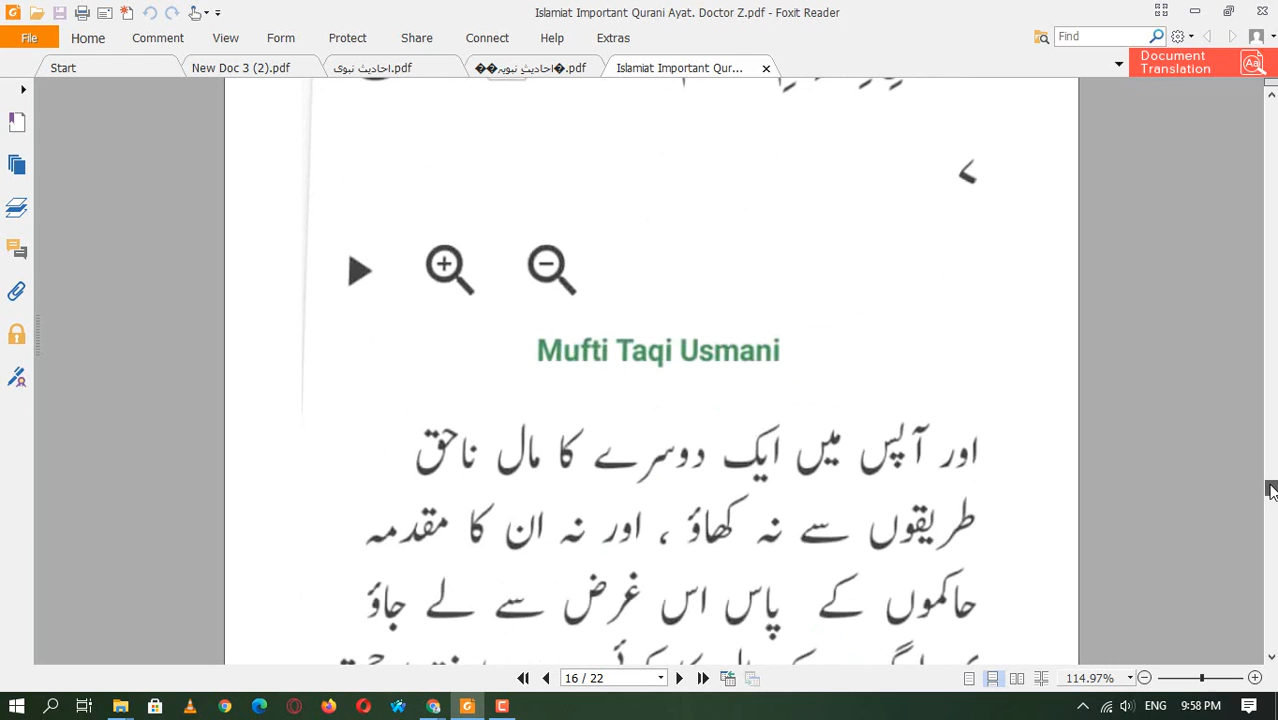 Islamiat Important Qurani Ayat. Doctor Z.pdf - Foxit Reader
File Home Comment View Form Protect Share Connect Help Extras
Find
Start
New Doc 3 (2).pdf
احادیث نبوی.pdf
��احادیث نبویہ�.pdf
Islamiat Important Qur...
Document Translation
Mufti Taqi Usmani
اور آپس میں ایک دوسرے کا مال ناحق
طریقوں سے نہ کھاؤ ، اور نہ ان کا مقدمہ
حاکموں کے پاس اس غرض سے لے جاؤ
16 / 22
114.97%
ENG 9:58 PM